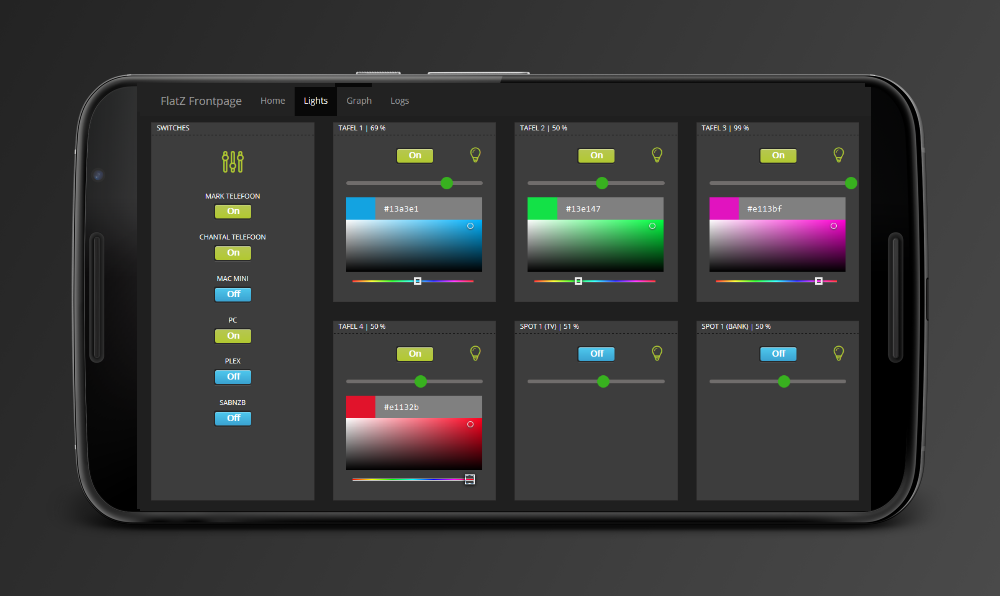 FlatZ Frontpage Home Lights Graph Logs
SWITCHES
MARK TELEFOON
On
CHANTAL TELEFOON
On
MAC MINI
Off
PC
On
PLEX
Off
SABNZB
Off
TAFEL 1 | 69 %
On
#13a3e1
TAFEL 2 | 50 %
On
#13e147
TAFEL 3 | 99 %
On
#e113bf
TAFEL 4 | 50 %
On
#e1132b
SPOT 1 (TV) | 51 %
Off
SPOT 1 (BANK) | 50 %
Off